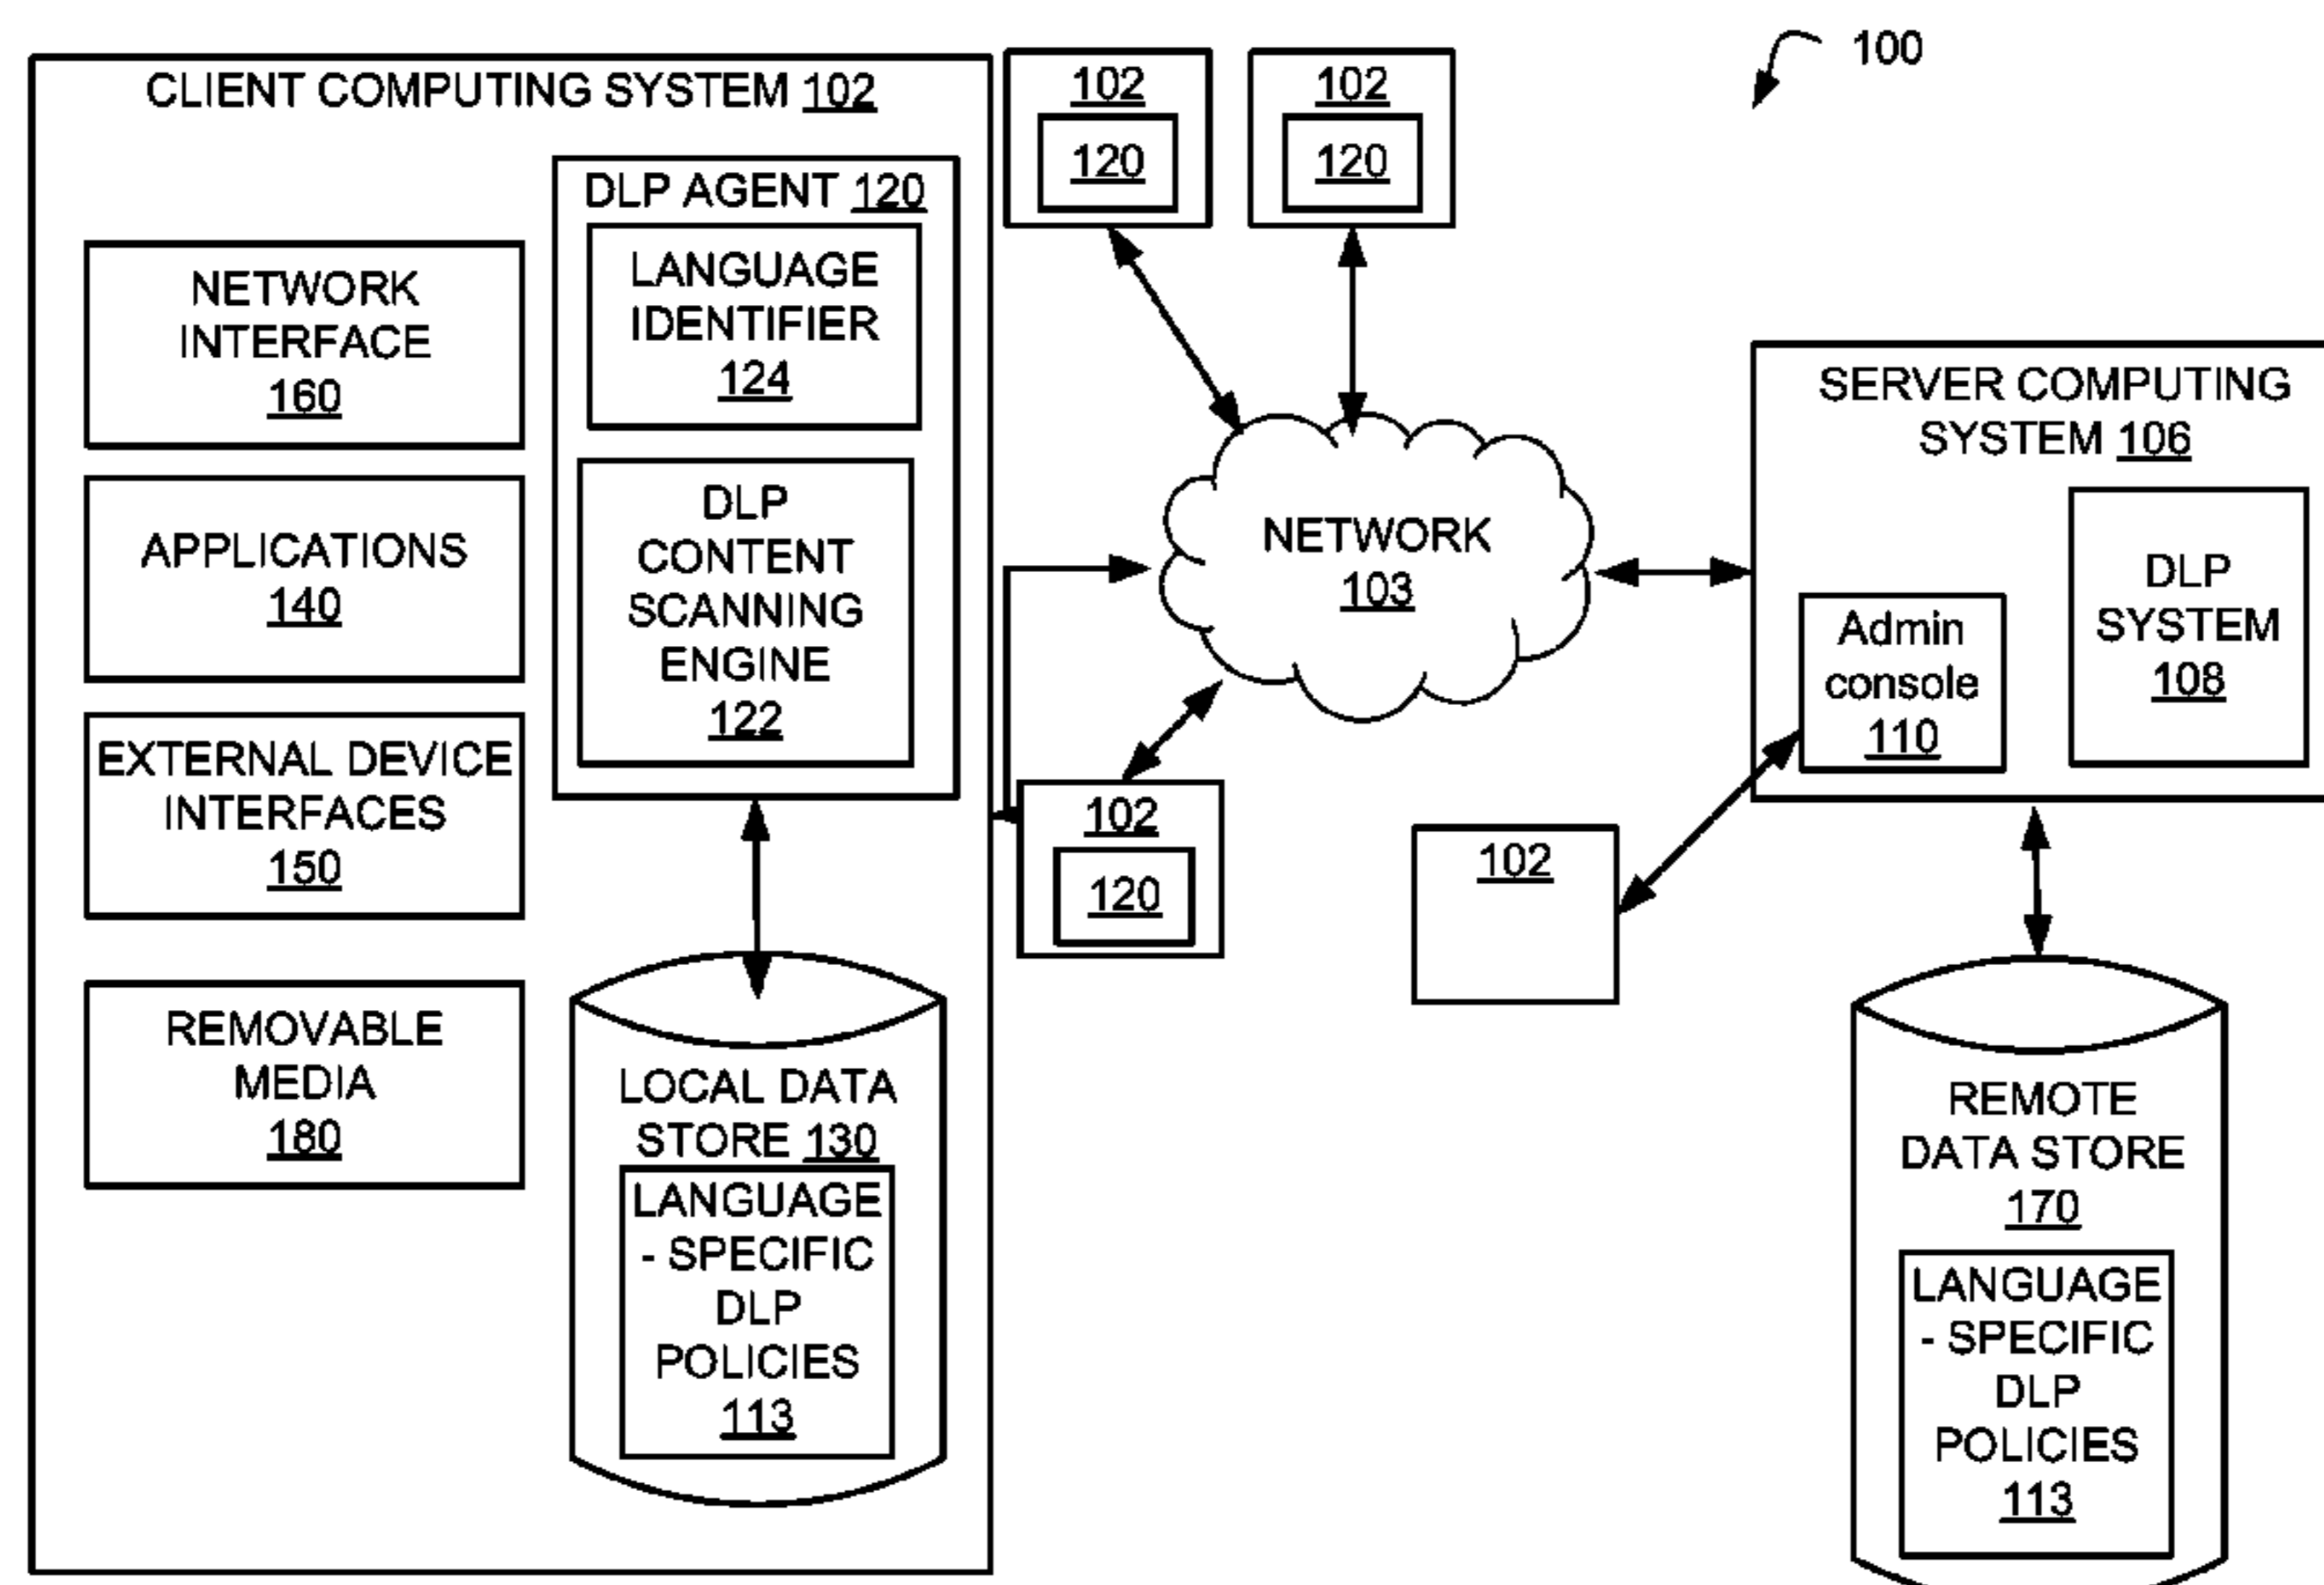 100
CLIENT COMPUTING SYSTEM 102
NETWORK
INTERFACE
160
APPLICATIONS
140
EXTERNAL DEVICE
INTERFACES
150
REMOVABLE
MEDIA
180
DLP AGENT 120
LANGUAGE
IDENTIFIER
124
DLP
CONTENT
SCANNING
ENGINE
122
LOCAL DATA
STORE 130
LANGUAGE
- SPECIFIC
DLP
POLICIES
113
102
120
102
120
NETWORK
103
102
120
102
SERVER COMPUTING
SYSTEM 106
Admin
console
110
DLP
SYSTEM
108
REMOTE
DATA STORE
170
LANGUAGE
- SPECIFIC
DLP
POLICIES
113